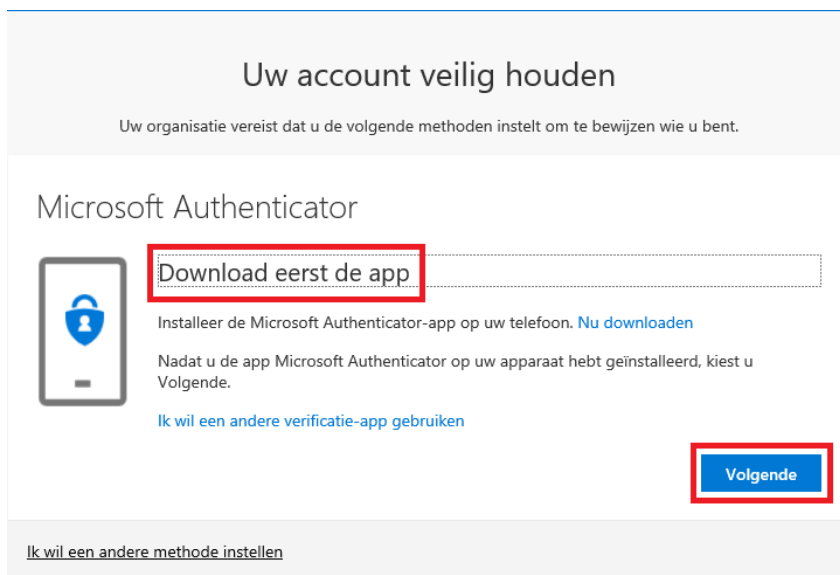 Uw account veilig houden
Uw organisatie vereist dat u de volgende methoden instelt om te bewijzen wie u bent.
Microsoft Authenticator
Download eerst de app
Installeer de Microsoft Authenticator-app op uw telefoon. Nu downloaden
Nadat u de app Microsoft Authenticator op uw apparaat hebt geïnstalleerd, kiest u
Volgende.
Ik wil een andere verificatie-app gebruiken
Volgende
Ik wil een andere methode instellen